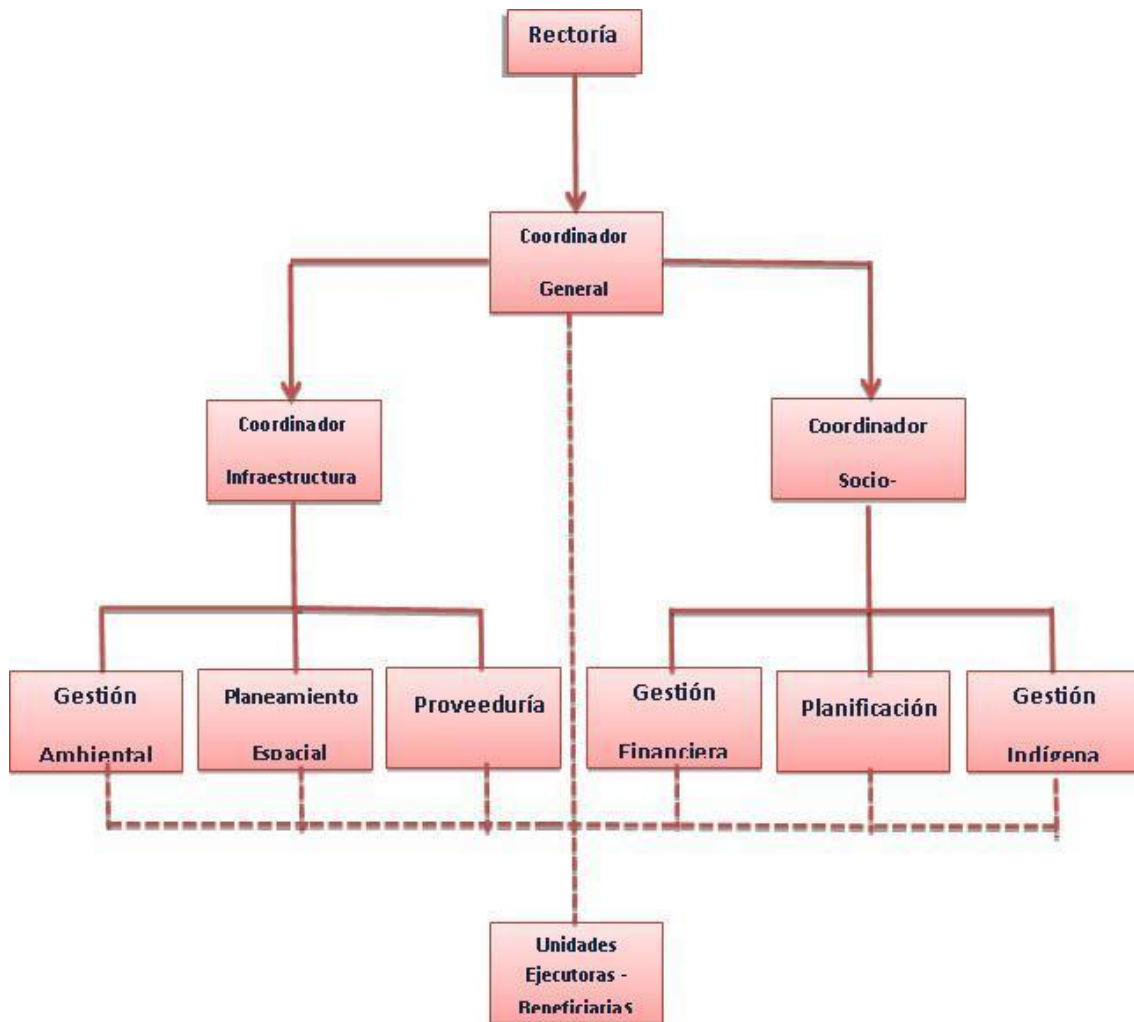 Rectoría
Coordinador
General
Coordinador
Infraestructura
Coordinador
Socio-
Gestión
Ambiental
Planeamiento
Espacial
Proveeduría
Gestión
Financiera
Planificación
Gestión
Indígena
Unidades
Ejecutoras -
Beneficiarias